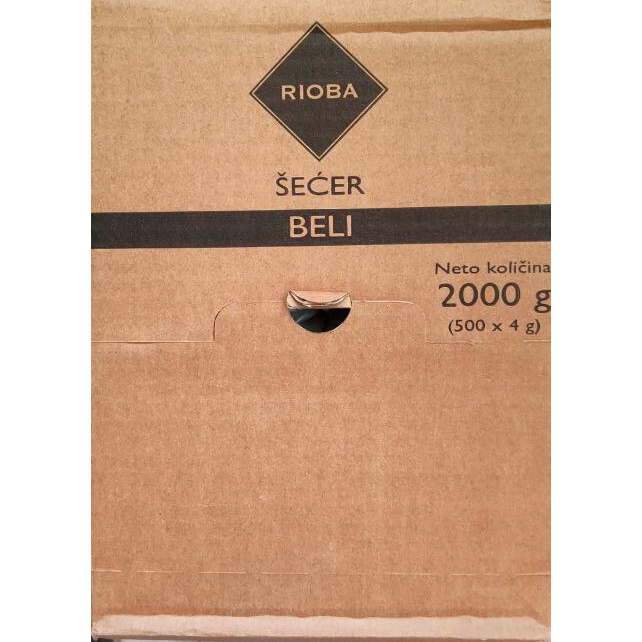 RIOBA
ŠEĆER
BELI
Neto količina
2000 g
(500 x 4 g)